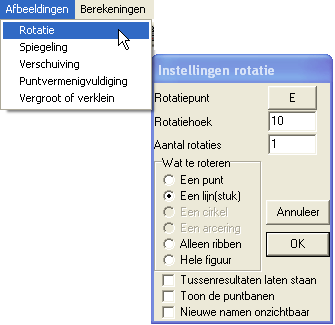 Afbeeldingen Berekeningen
Rotatie
Spiegeling
Verschuiving
Puntvermenigvuldiging
Vergroot of verklein
Instellingen rotatie
Rotatiepunt E
Rotatiehoek 10
Aantal rotaties 1
Wat te roteren
Een punt
Een lijn(stuk)
Een cirkel
Een arcering
Alleen ribben
Hele figuur
Annuleer
OK
Tussenresultaten laten staan
Toon de puntbanen
Nieuwe namen onzichtbaar